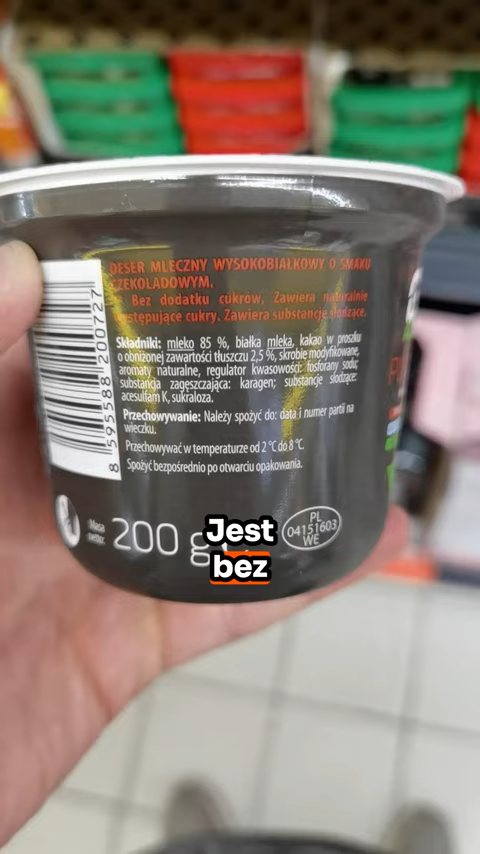 DESER MLECZNY WYSOKOBIAŁKOWY O SMAKU
CZEKOLADOWYM.
Bez dodatku cukrów. Zawiera naturalnie
występujące cukry. Zawiera substancje słodzące.
Składniki: mleko 85 %, białka mleka, kakao w proszku
o obniżonej zawartości tłuszczu 2,5 %, skrobie modyfikowane,
aromaty naturalne, regulator kwasowości: fosforany sodu;
substancja zagęszczająca: karagen; substancje słodzące:
acesulfam K, sukraloza.
Przechowywanie: Należy spożyć do: data i numer partii na
wieczku.
Przechowywać w temperaturze od 2 °C do 8 °C.
Spożyć bezpośrednio po otwarciu opakowania.
8 595588 200727
Masa
netto:
200 g
PL
04151603
WE
Jest
bez